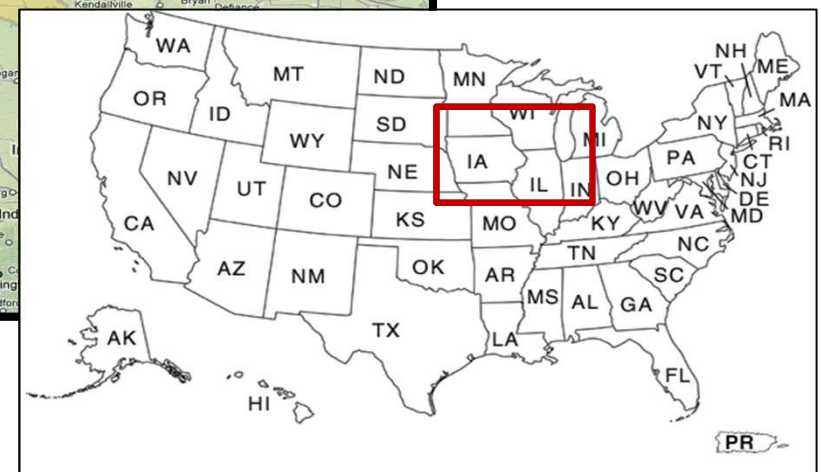 Kendallville
Bryan
Defiance
NH
WA
VT
ME
MT
ND
MN
OR
MA
ID
WI
SD
NY
WY
MI
RI
IA
PA
CT
NE
OH
NV
IL
IN
NJ
UT
CO
DE
WV
VA
MD
CA
KS
MO
KY
NC
TN
AZ
OK
NM
AR
SC
MS
AL
GA
TX
AK
LA
FL
HI
PR